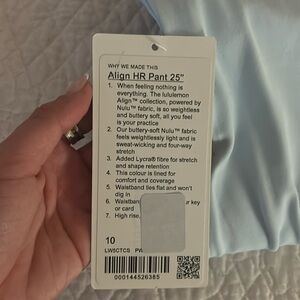 WHY WE MADE THIS
Align HR Pant 25"
1. When feeling nothing is
everything. The lululemon
Align™ collection, powered by
Nulu™ fabric, is so weightless
and buttery soft, all you feel
is your practice
2. Our buttery-soft Nulu™ fabric
feels weightlessly light and is
sweat-wicking and four-way
stretch
3. Added Lycra® fibre for stretch
and shape retention
4. This colour is lined for
comfort and coverage
5. Waistband lies flat and won't
dig in
6. Waistban ur key
or card
7. High rise,
10
LW5CTCS PW
000144526385